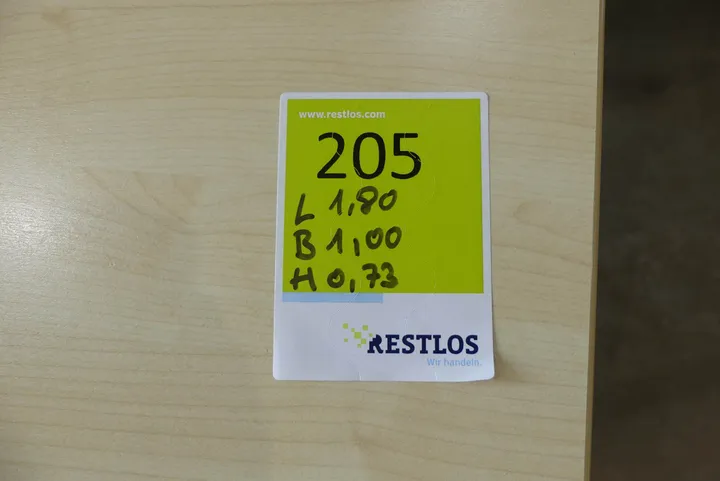 www.restlos.com
205
L 1,80
B 1,00
H 0,73
RESTLOS
Wir handeln.